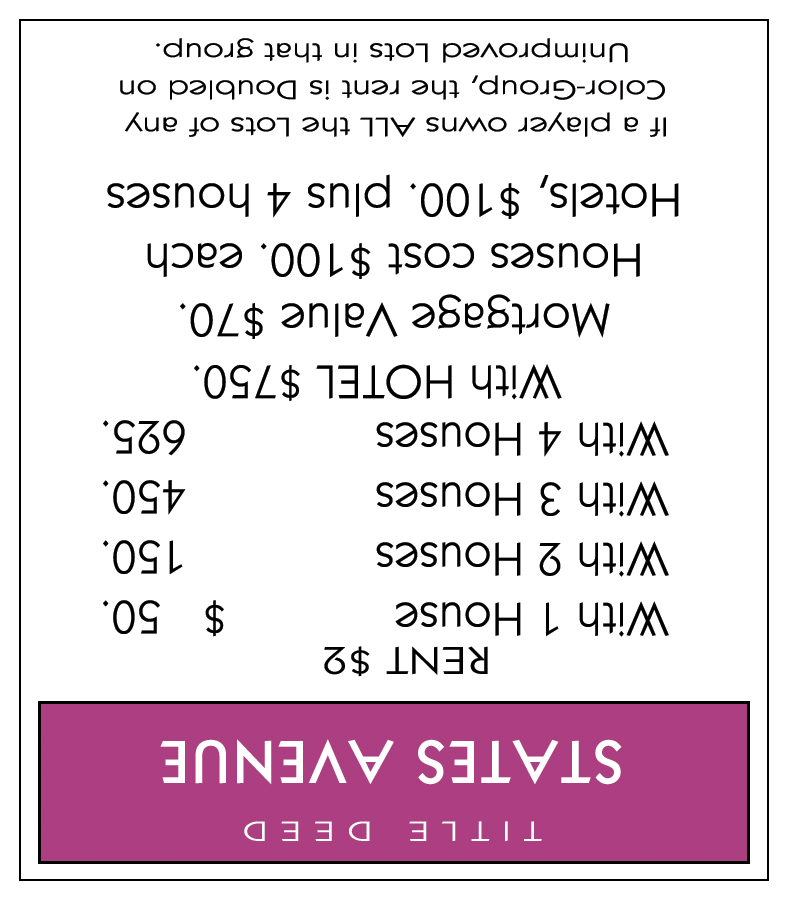 TITLE DEED
STATES AVENUE
RENT $2
With 1 House $ 50.
With 2 Houses 150.
With 3 Houses 450.
With 4 Houses 625.
With HOTEL $750.
Mortgage Value $70.
Houses cost $100. each
Hotels, $100. plus 4 houses
If a player owns ALL the Lots of any
Color-Group, the rent is Doubled on
Unimproved Lots in that group.